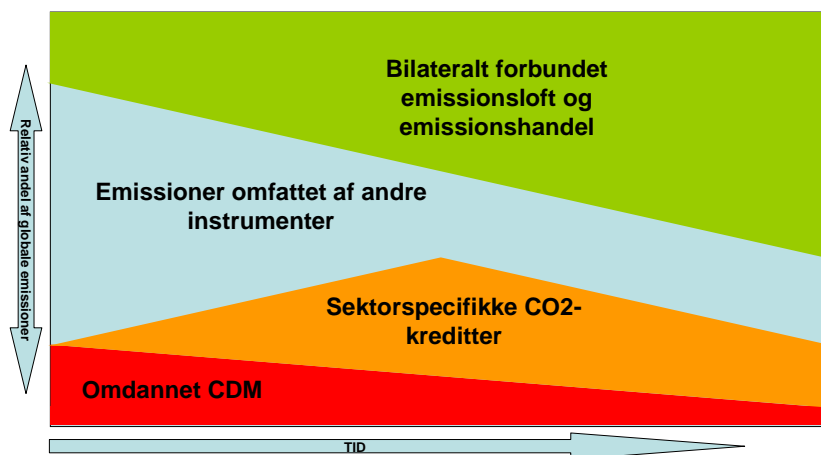 Bilateralt forbundet
emissionsloft og
emissionshandel
Relativ andel af globale emissioner
Emissioner omfattet af andre
instrumenter
Sektorspecifikke CO2-
kreditter
Omdannet CDM
TID